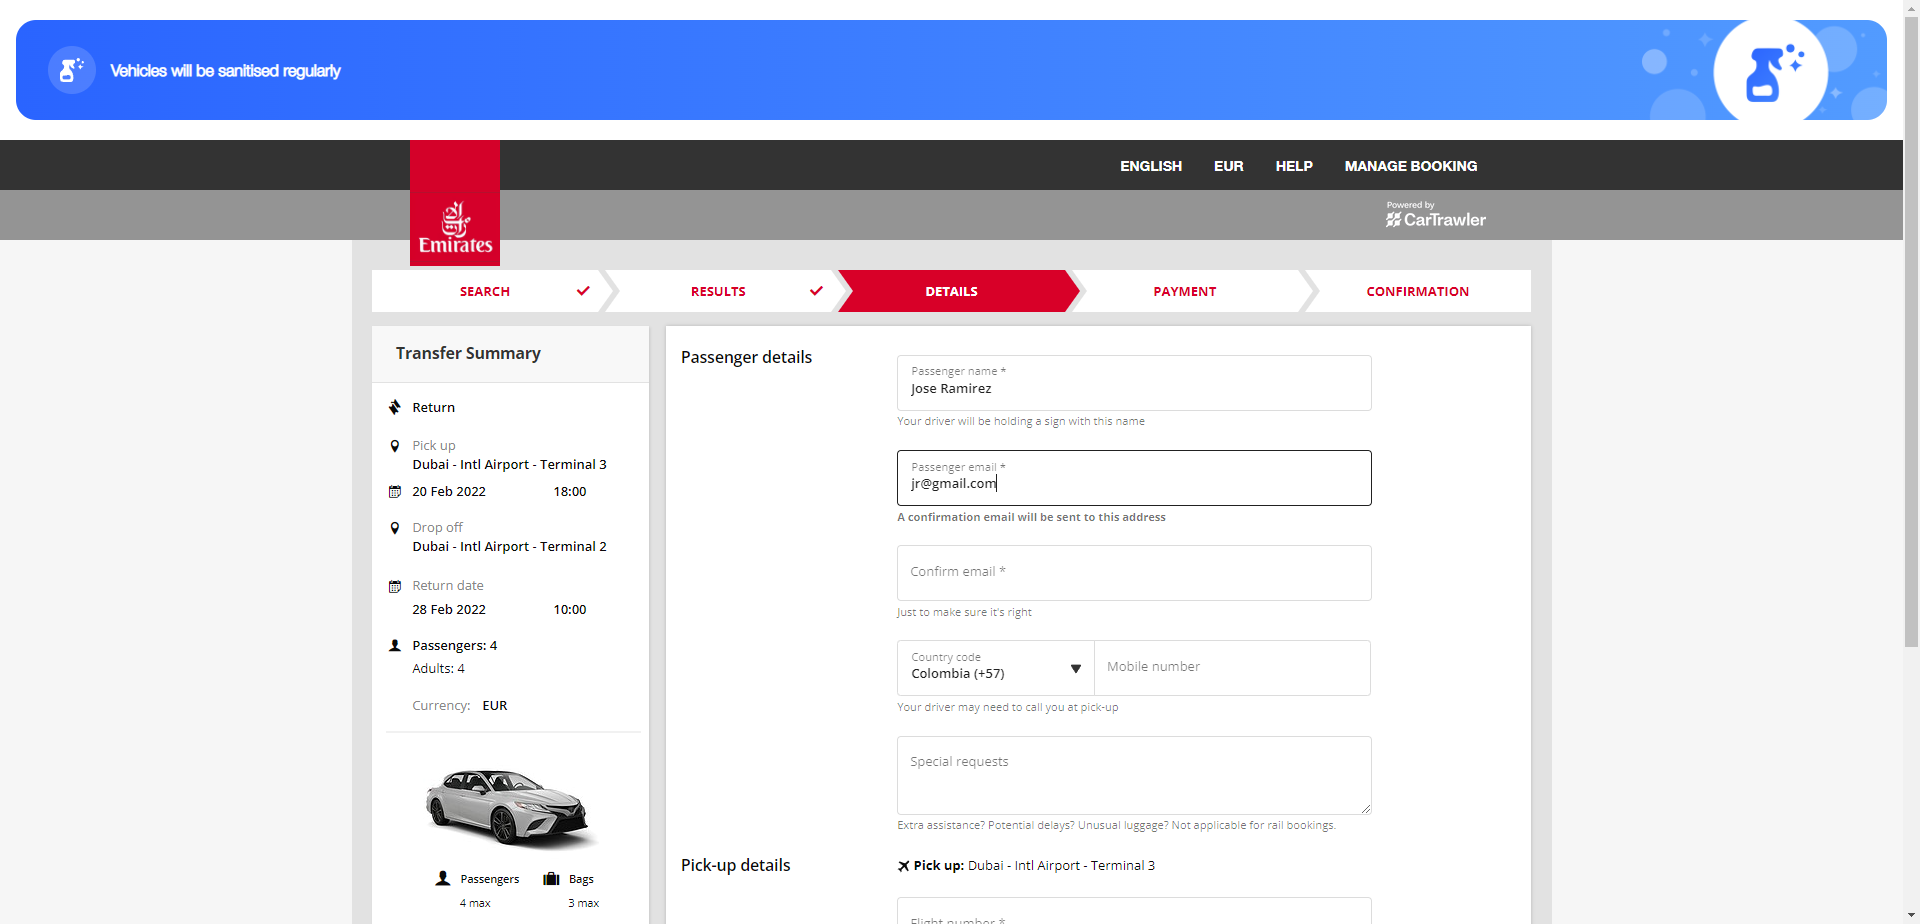 Vehicles will be sanitised regularly
ENGLISH EUR HELP MANAGE BOOKING
Powered by
CarTrawler
Emirates
SEARCH RESULTS DETAILS PAYMENT CONFIRMATION
Transfer Summary
Return
Pick up
Dubai - Intl Airport - Terminal 3
20 Feb 2022 18:00
Drop off
Dubai - Intl Airport - Terminal 2
Return date
28 Feb 2022 10:00
Passengers: 4
Adults: 4
Currency: EUR
Passengers Bags
4 max 3 max
Passenger details
Passenger name *
Jose Ramirez
Your driver will be holding a sign with this name
Passenger email *
jr@gmail.com
A confirmation email will be sent to this address
Confirm email *
Just to make sure it's right
Country code
Colombia (+57)
Mobile number
Your driver may need to call you at pick-up
Special requests
Extra assistance? Potential delays? Unusual luggage? Not applicable for rail bookings.
Pick-up details
Pick up: Dubai - Intl Airport - Terminal 3
Flight number *